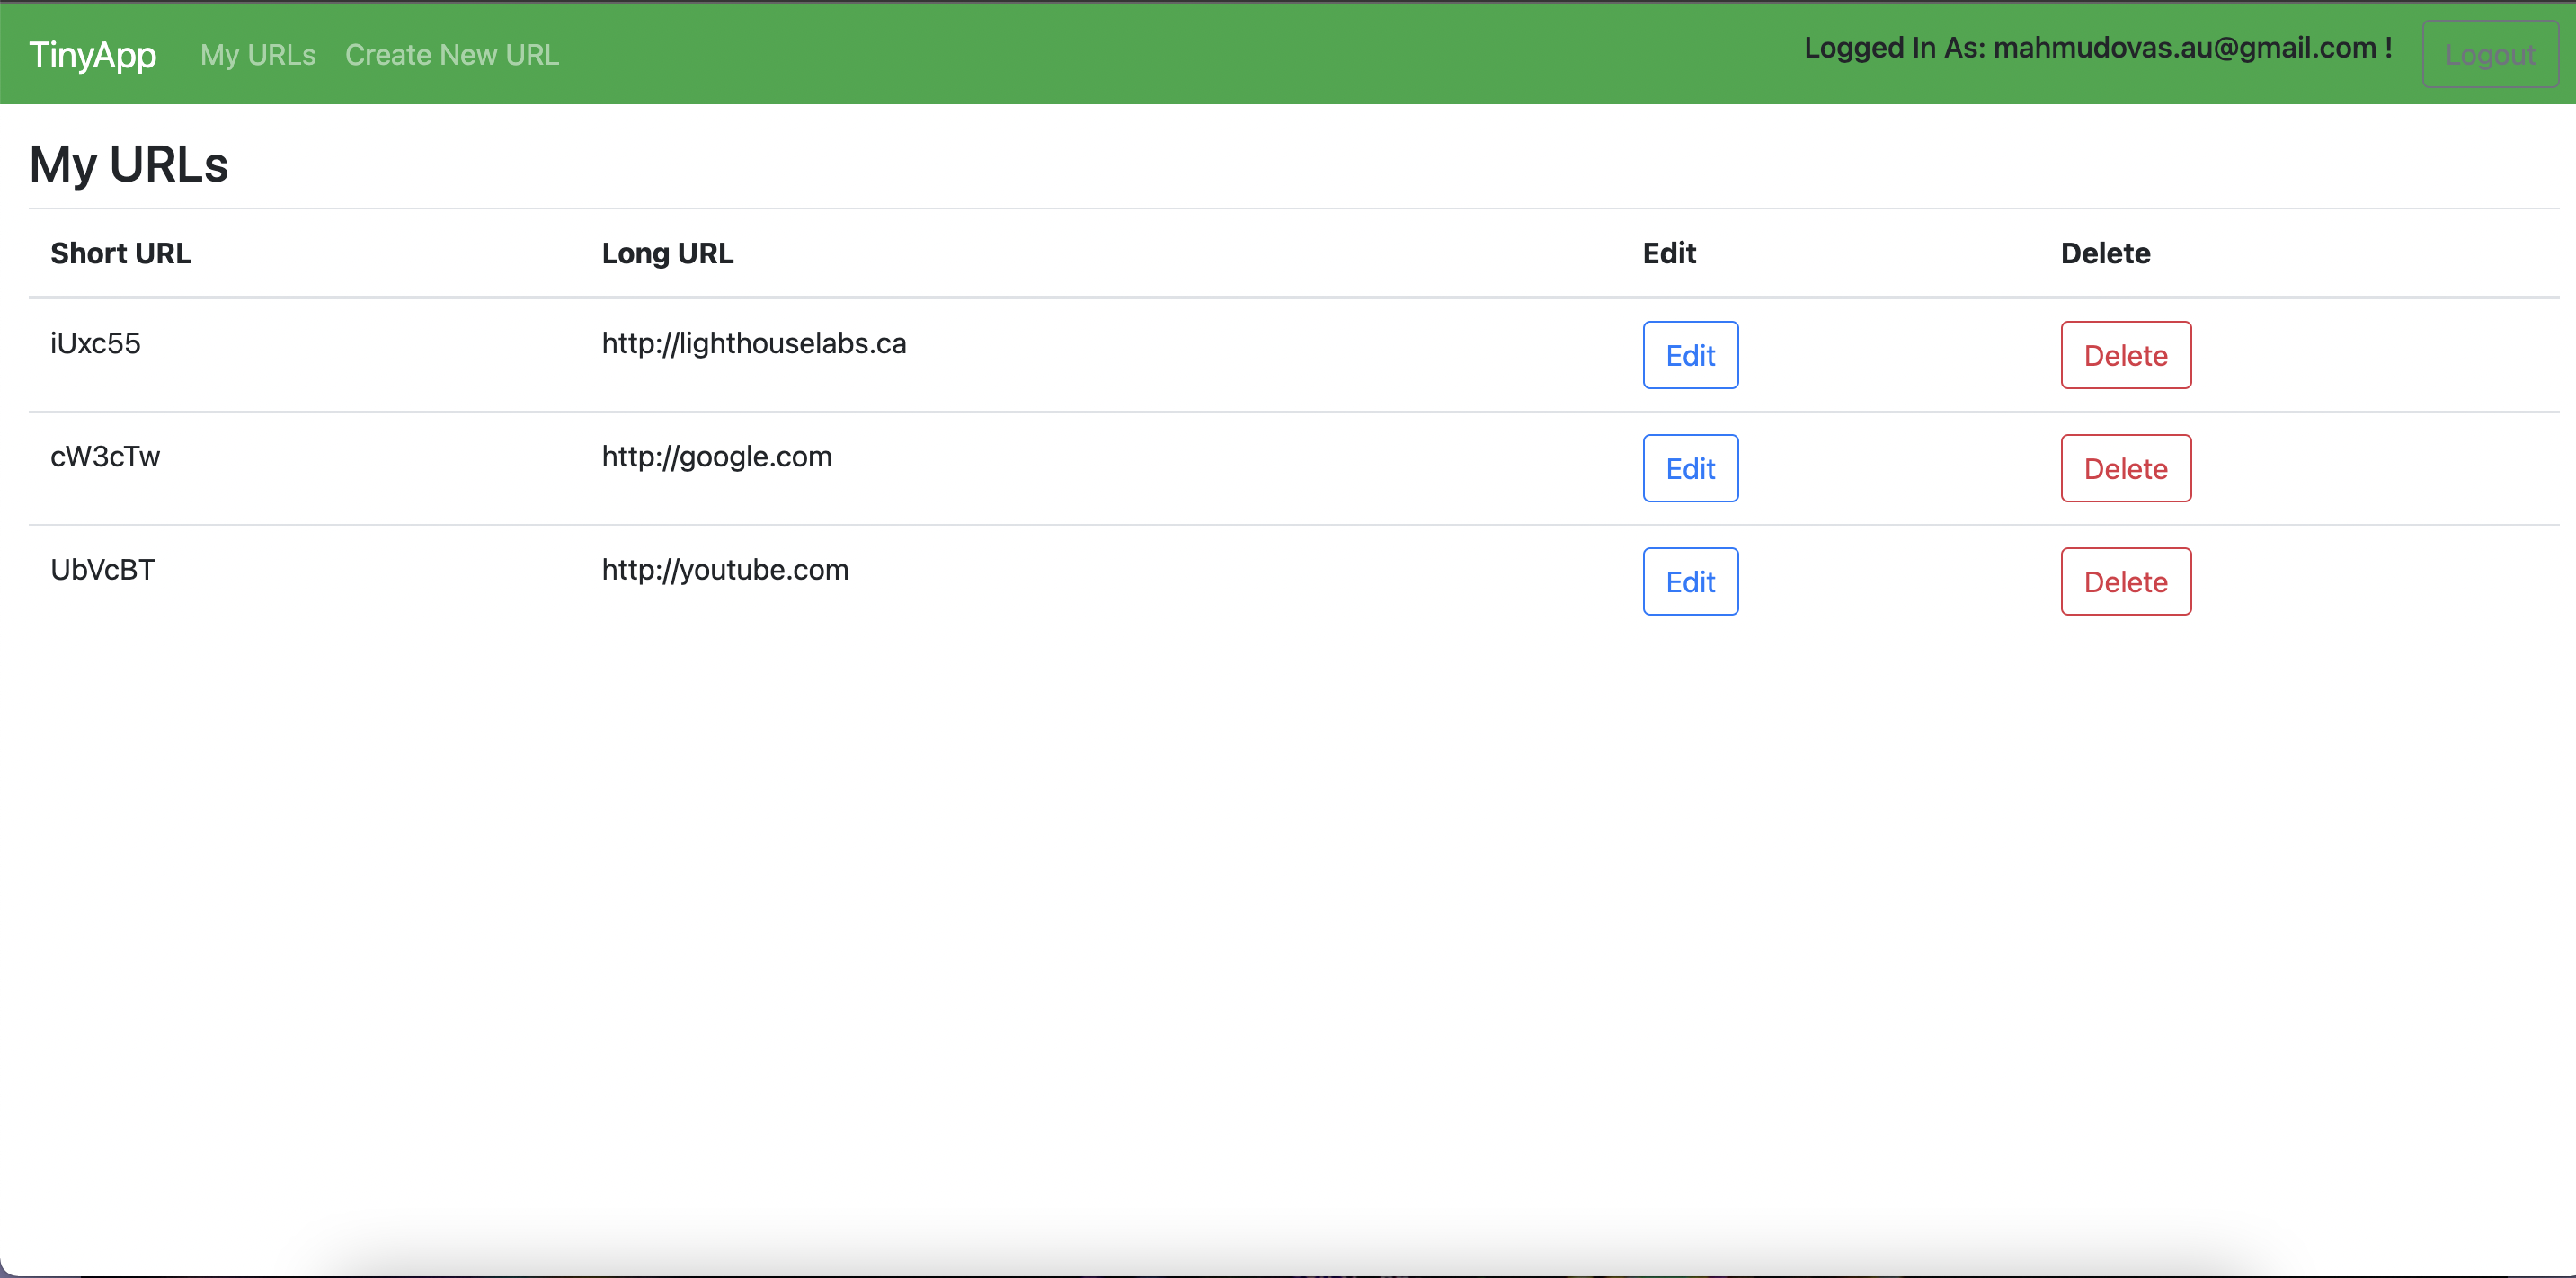 TinyApp My URLs Create New URL Logged In As: mahmudovas.au@gmail.com ! Logout
My URLs
Short URL Long URL Edit Delete
iUxc55 http://lighthouselabs.ca Edit Delete
cW3cTw http://google.com Edit Delete
UbVcBT http://youtube.com Edit Delete